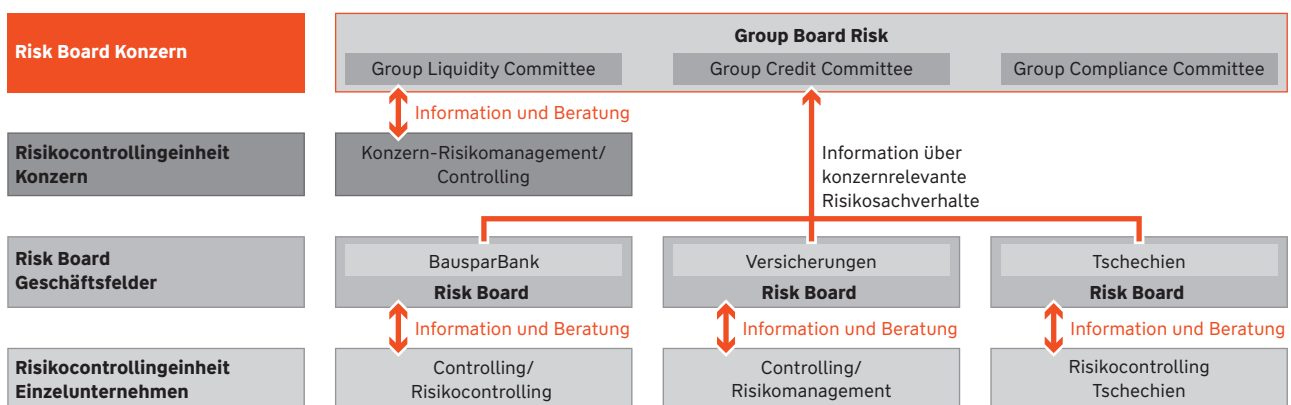 Risk Board Konzern
Group Board Risk
Group Liquidity Committee
Group Credit Committee
Group Compliance Committee
Information und Beratung
Risikocontrollingeinheit
Konzern
Konzern-Risikomanagement/
Controlling
Information über
konzernrelevante
Risikosachverhalte
Risk Board
Geschäftsfelder
BausparBank
Risk Board
Versicherungen
Risk Board
Tschechien
Risk Board
Information und Beratung
Information und Beratung
Information und Beratung
Risikocontrollingeinheit
Einzelunternehmen
Controlling/
Risikocontrolling
Controlling/
Risikomanagement
Risikocontrolling
Tschechien